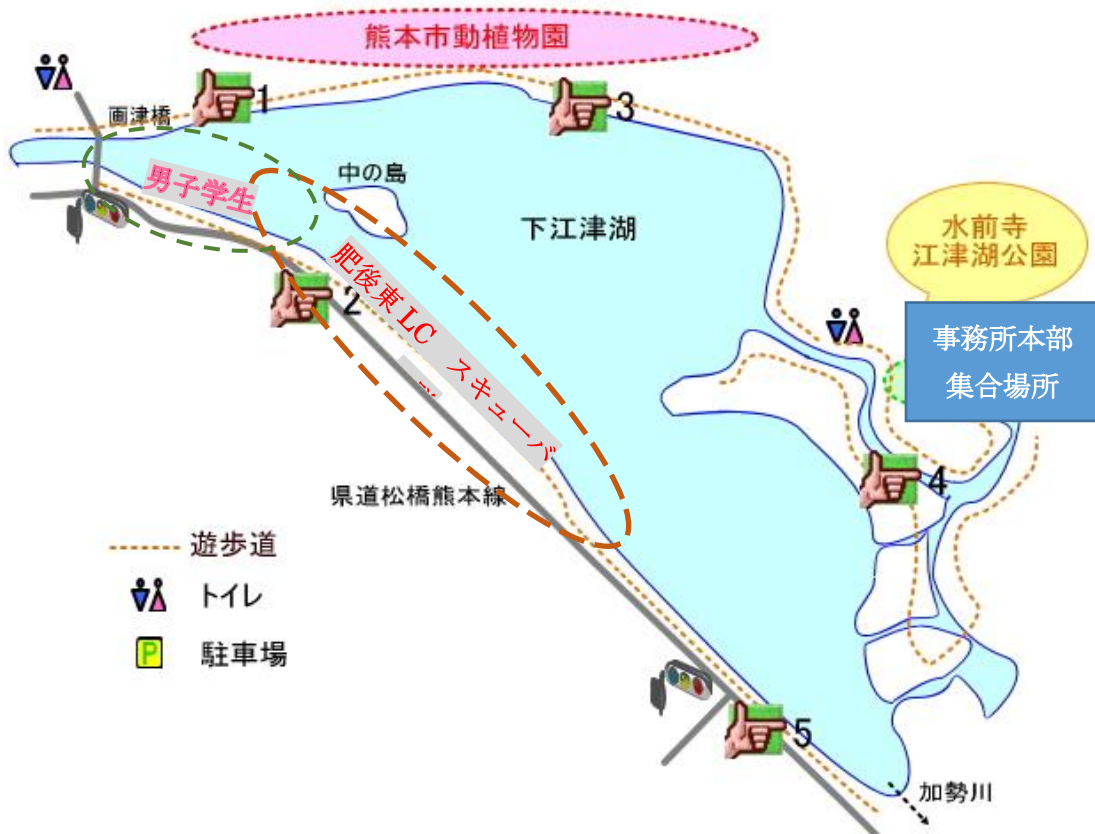 熊本市動植物園
1
3
画津橋
男子学生
中の島
下江津湖
水前寺
江津湖公園
2
肥後東 LC　スキューバ
事務所本部
集合場所
4
県道松橋熊本線
遊歩道
トイレ
P
駐車場
5
加勢川